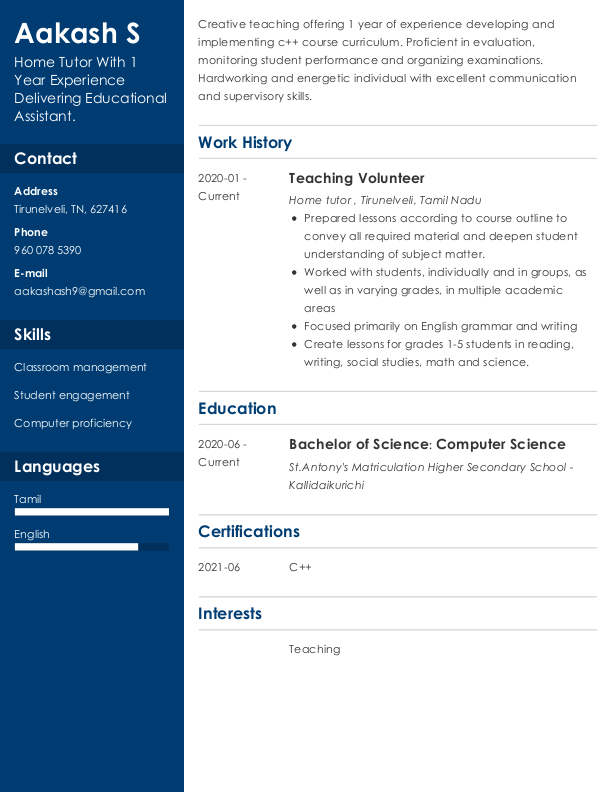 Aakash S
Home Tutor With 1
Year Experience
Delivering Educational
Assistant.
Contact
Address
Tirunelveli, TN, 627416
Phone
960 078 5390
E-mail
aakashash9@gmail.com
Skills
Classroom management
Student engagement
Computer proficiency
Languages
Tamil
English
Creative teaching offering 1 year of experience developing and
implementing c++ course curriculum. Proficient in evaluation,
monitoring student performance and organizing examinations.
Hardworking and energetic individual with excellent communication
and supervisory skills.
Work History
2020-01 -
Current
Teaching Volunteer
Home tutor , Tirunelveli, Tamil Nadu
• Prepared lessons according to course outline to
convey all required material and deepen student
understanding of subject matter.
• Worked with students, individually and in groups, as
well as in varying grades, in multiple academic
areas
• Focused primarily on English grammar and writing
• Create lessons for grades 1-5 students in reading,
writing, social studies, math and science.
Education
2020-06 -
Current
Bachelor of Science: Computer Science
St.Antony's Matriculation Higher Secondary School -
Kallidaikurichi
Certifications
2021-06 C++
Interests
Teaching